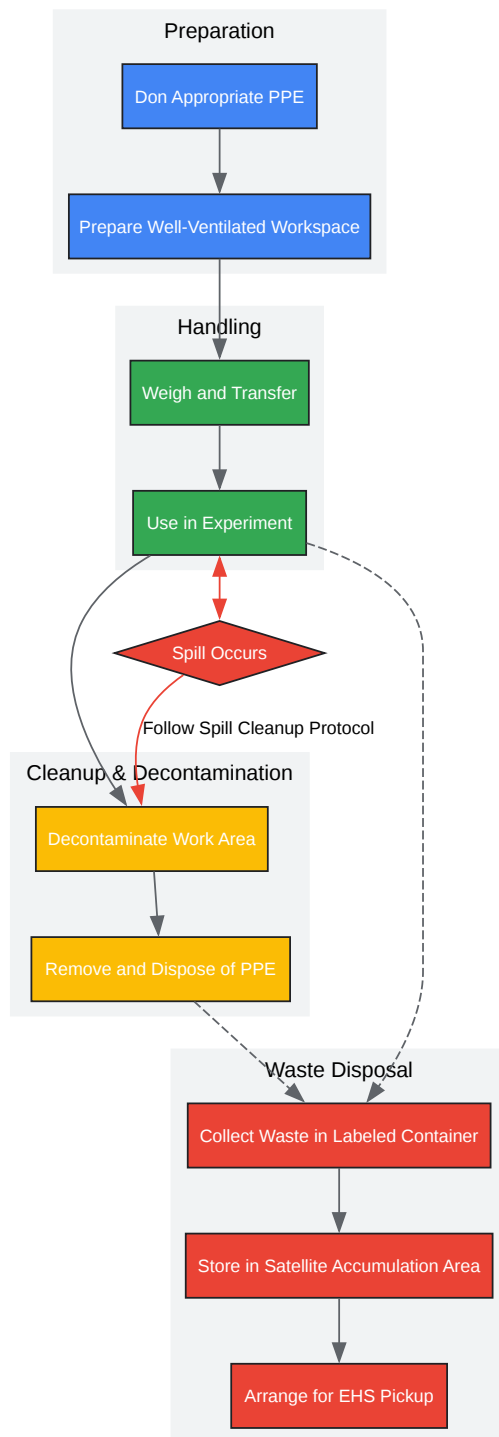 Preparation
Don Appropriate PPE
Prepare Well-Ventilated Workspace
Handling
Weigh and Transfer
Use in Experiment
Spill Occurs
Follow Spill Cleanup Protocol
Cleanup & Decontamination
Decontaminate Work Area
Remove and Dispose of PPE
Waste Disposal
Collect Waste in Labeled Container
Store in Satellite Accumulation Area
Arrange for EHS Pickup